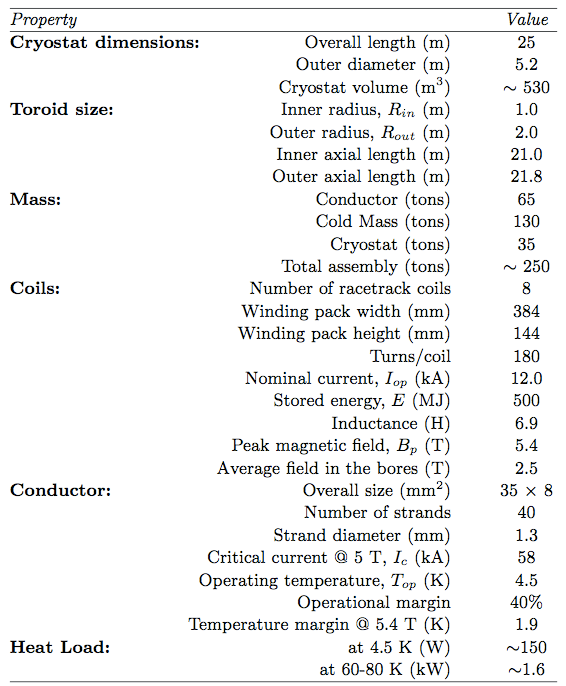 Property Value
Cryostat dimensions: Overall length (m) 25
Outer diameter (m) 5.2
Cryostat volume (m³) ∼ 530
Toroid size: Inner radius, R_in (m) 1.0
Outer radius, R_out (m) 2.0
Inner axial length (m) 21.0
Outer axial length (m) 21.8
Mass: Conductor (tons) 65
Cold Mass (tons) 130
Cryostat (tons) 35
Total assembly (tons) ∼ 250
Coils: Number of racetrack coils 8
Winding pack width (mm) 384
Winding pack height (mm) 144
Turns/coil 180
Nominal current, I_op (kA) 12.0
Stored energy, E (MJ) 500
Inductance (H) 6.9
Peak magnetic field, B_p (T) 5.4
Average field in the bores (T) 2.5
Conductor: Overall size (mm²) 35 × 8
Number of strands 40
Strand diameter (mm) 1.3
Critical current @ 5 T, I_c (kA) 58
Operating temperature, T_op (K) 4.5
Operational margin 40%
Temperature margin @ 5.4 T (K) 1.9
Heat Load: at 4.5 K (W) ∼150
at 60-80 K (kW) ∼1.6